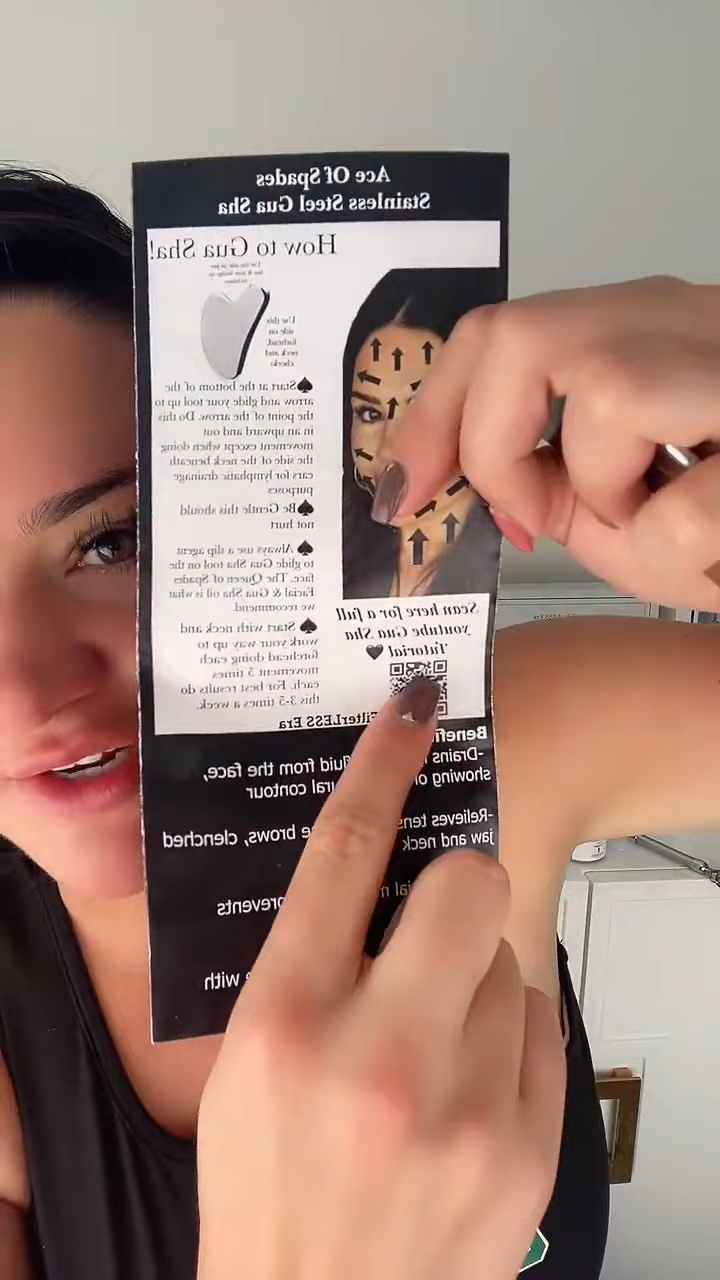 Ace Of Spades
Stainless Steel Gua Sha
How to Gua Sha!
Use this
side on
forhead,
neck and
cheeks
♠Start at the bottom of the
arrow and glide your tool up to
the point of the arrow. Do this
in an upward and out
movement except when doing
the side of the neck beneath
ears for lymphatic drainage
purposes
♠Be Gentle this should
not hurt
♠ Always use a slip agent
to glide Gua Sha tool on the
face. The Queen of Spades
Facial & Gua Sha oil is what
we recommend.
♠ Start with neck and
work your way up to
forehead doing each
movement 5 times
each. For best results do
this 3-5 times a week.
Scan here for a full
youtube Gua Sha
Tutorial ♥
FilterLESS Era
-Drains fluid from the face,
showing contour
-Relieves brows, clenched
jaw and neck
prevents
with